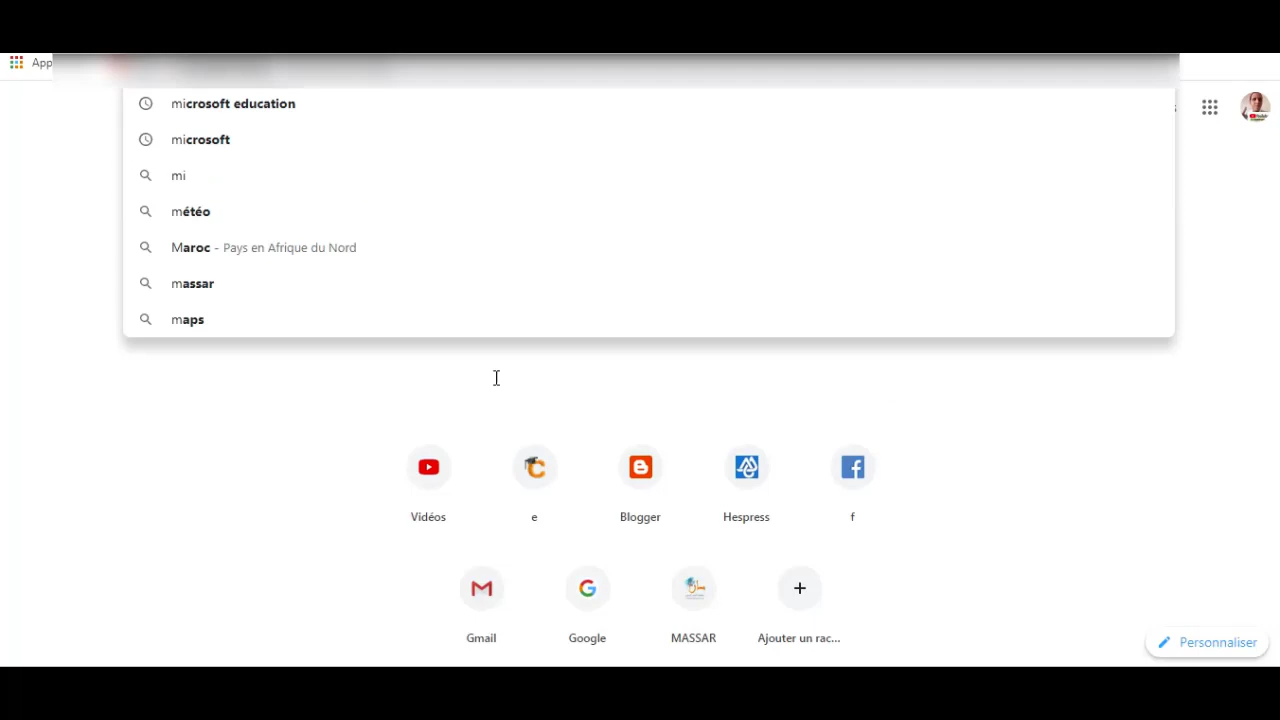 App
microsoft education
microsoft
mi
météo
Maroc - Pays en Afrique du Nord
massar
maps
Vidéos
e
Blogger
Hespress
f
Gmail
Google
MASSAR
Ajouter un rac...
Personnaliser